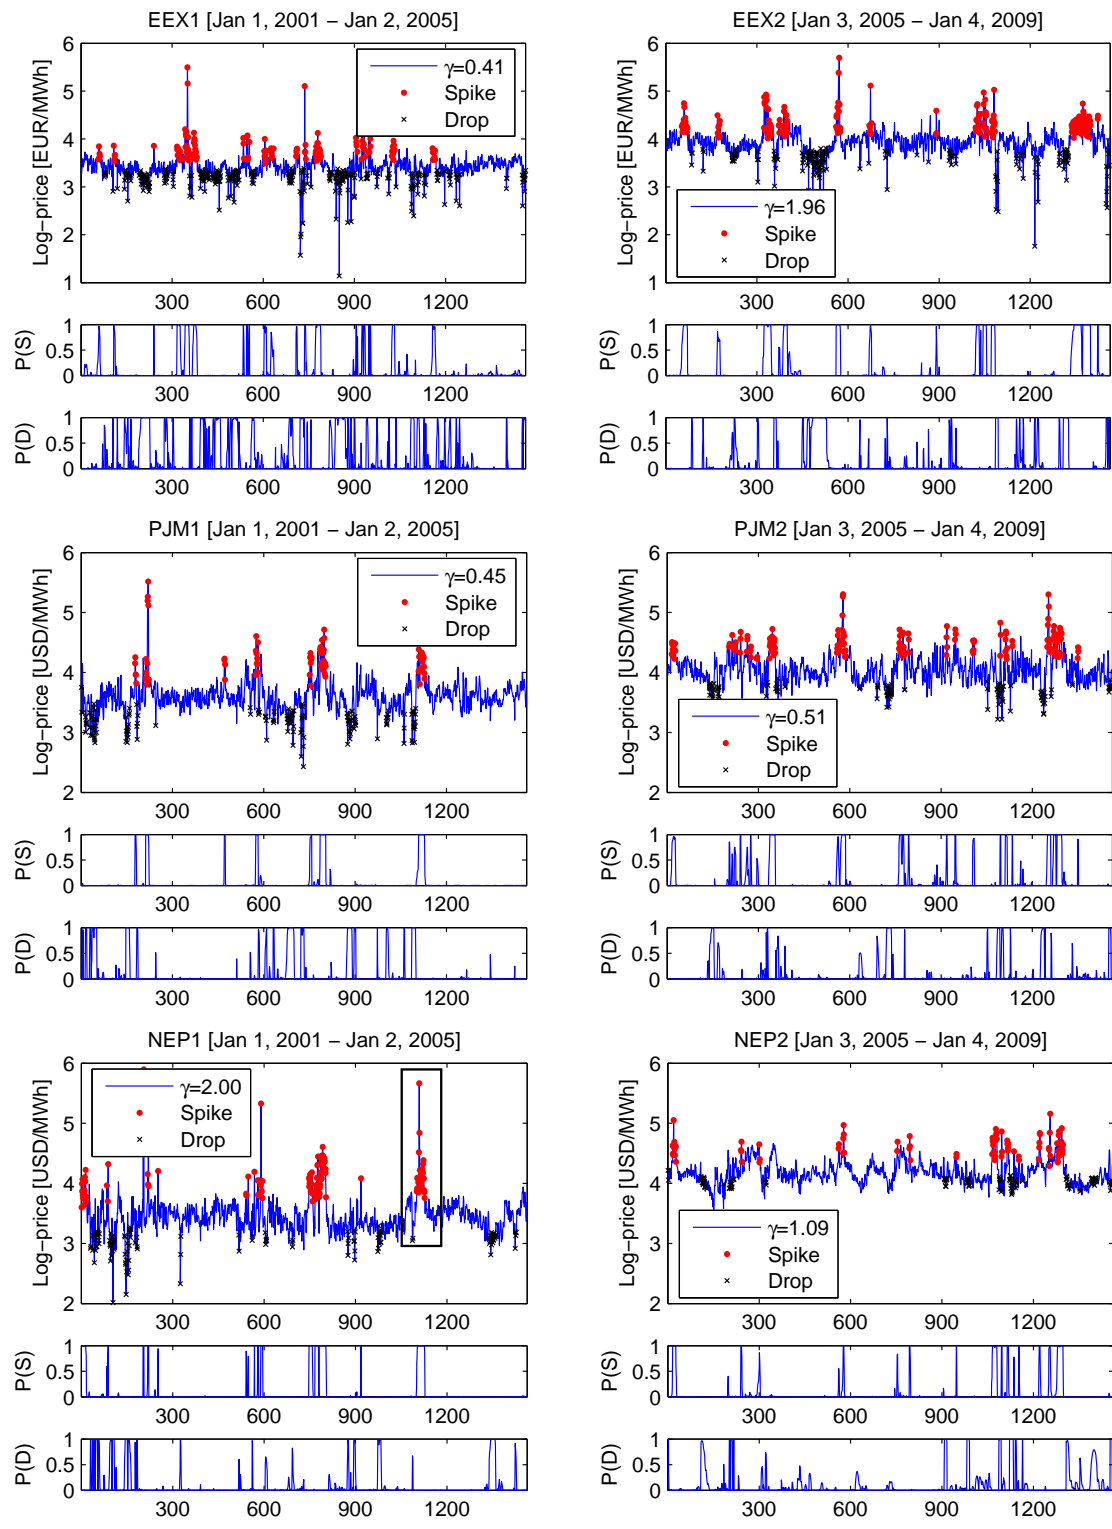 EEX1 [Jan 1, 2001 − Jan 2, 2005]
Log−price [EUR/MWh]
6
5
4
3
2
1
γ=0.41
Spike
Drop
300 600 900 1200
P(S)
1
0.5
0
300 600 900 1200
P(D)
1
0.5
0
300 600 900 1200
EEX2 [Jan 3, 2005 − Jan 4, 2009]
Log−price [EUR/MWh]
6
5
4
3
2
1
γ=1.96
Spike
Drop
300 600 900 1200
P(S)
1
0.5
0
300 600 900 1200
P(D)
1
0.5
0
300 600 900 1200
PJM1 [Jan 1, 2001 − Jan 2, 2005]
Log−price [USD/MWh]
6
5
4
3
2
γ=0.45
Spike
Drop
300 600 900 1200
P(S)
1
0.5
0
300 600 900 1200
P(D)
1
0.5
0
300 600 900 1200
PJM2 [Jan 3, 2005 − Jan 4, 2009]
Log−price [USD/MWh]
6
5
4
3
2
γ=0.51
Spike
Drop
300 600 900 1200
P(S)
1
0.5
0
300 600 900 1200
P(D)
1
0.5
0
300 600 900 1200
NEP1 [Jan 1, 2001 − Jan 2, 2005]
Log−price [USD/MWh]
6
5
4
3
2
γ=2.00
Spike
Drop
300 600 900 1200
P(S)
1
0.5
0
300 600 900 1200
P(D)
1
0.5
0
300 600 900 1200
NEP2 [Jan 3, 2005 − Jan 4, 2009]
Log−price [USD/MWh]
6
5
4
3
2
γ=1.09
Spike
Drop
300 600 900 1200
P(S)
1
0.5
0
300 600 900 1200
P(D)
1
0.5
0
300 600 900 1200